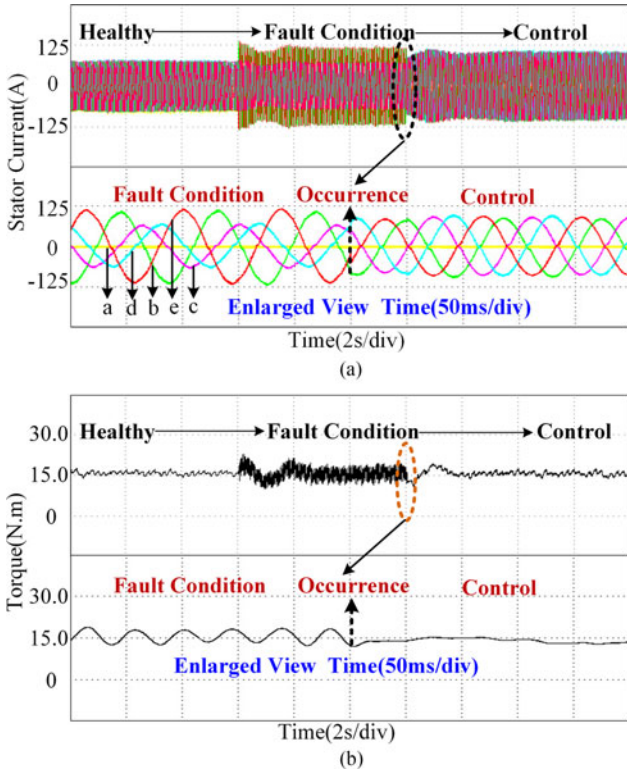 Healthy Fault Condition Control
125
0
-125
Stator Current(A)
Fault Condition Occurrence Control
125
0
-125
a d b e c
Enlarged View Time(50ms/div)
Time(2s/div)
(a)
Healthy Fault Condition Control
30.0
15.0
0
Torque(N.m)
Fault Condition Occurrence Control
30.0
15.0
Enlarged View Time(50ms/div)
0
Time(2s/div)
(b)